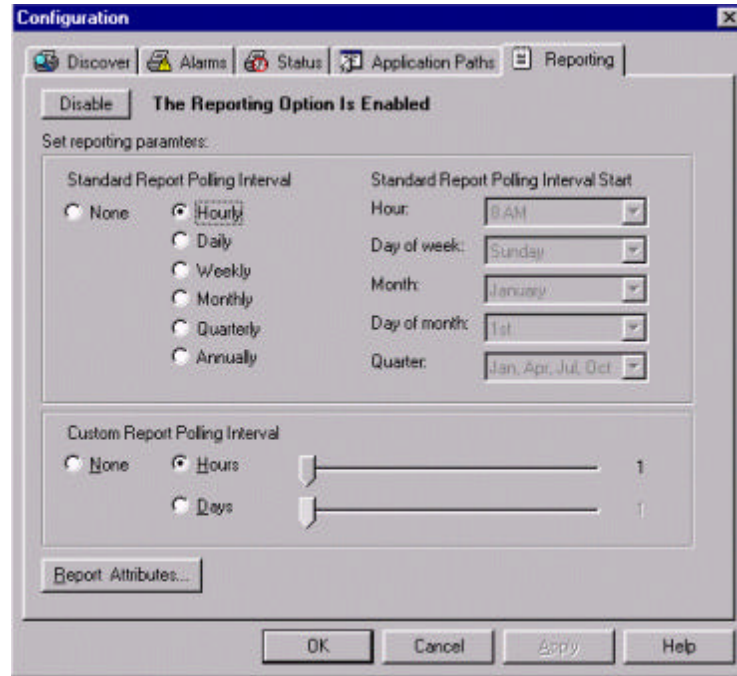 Configuration
Discover Alarms Status Application Paths Reporting
Disable The Reporting Option Is Enabled
Set reporting paramters:
Standard Report Polling Interval Standard Report Polling Interval Start
None Hourly Hour: 8 AM
Daily Day of week: Sunday
Weekly Month: January
Monthly Day of month: 1st
Quarterly Quarter: Jan, Apr, Jul, Oct
Annually
Custom Report Polling Interval
None Hours 1
Days 1
Report Attributes...
OK Cancel Apply Help